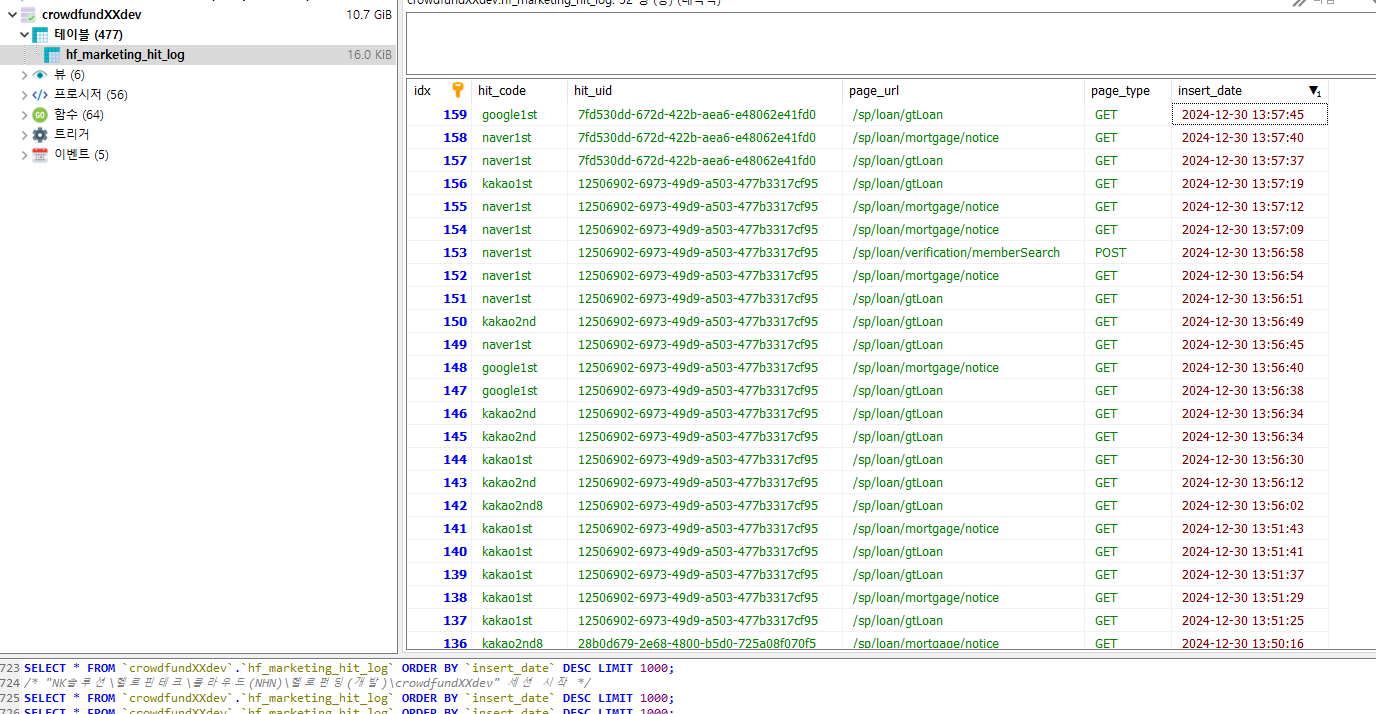 crowdfundXXdev 10.7 GiB
테이블 (477)
hf_marketing_hit_log 16.0 KiB
뷰 (6)
프로시저 (56)
함수 (64)
트리거
이벤트 (5)
idx hit_code hit_uid page_url page_type insert_date
159 google1st 7fd530dd-672d-422b-aea6-e48062e41fd0 /sp/loan/gtLoan GET 2024-12-30 13:57:45
158 naver1st 7fd530dd-672d-422b-aea6-e48062e41fd0 /sp/loan/mortgage/notice GET 2024-12-30 13:57:40
157 naver1st 7fd530dd-672d-422b-aea6-e48062e41fd0 /sp/loan/gtLoan GET 2024-12-30 13:57:37
156 kakao1st 12506902-6973-49d9-a503-477b3317cf95 /sp/loan/gtLoan GET 2024-12-30 13:57:19
155 naver1st 12506902-6973-49d9-a503-477b3317cf95 /sp/loan/mortgage/notice GET 2024-12-30 13:57:12
154 naver1st 12506902-6973-49d9-a503-477b3317cf95 /sp/loan/mortgage/notice GET 2024-12-30 13:57:09
153 naver1st 12506902-6973-49d9-a503-477b3317cf95 /sp/loan/verification/memberSearch POST 2024-12-30 13:56:58
152 naver1st 12506902-6973-49d9-a503-477b3317cf95 /sp/loan/mortgage/notice GET 2024-12-30 13:56:54
151 naver1st 12506902-6973-49d9-a503-477b3317cf95 /sp/loan/gtLoan GET 2024-12-30 13:56:51
150 kakao2nd 12506902-6973-49d9-a503-477b3317cf95 /sp/loan/gtLoan GET 2024-12-30 13:56:49
149 naver1st 12506902-6973-49d9-a503-477b3317cf95 /sp/loan/gtLoan GET 2024-12-30 13:56:45
148 google1st 12506902-6973-49d9-a503-477b3317cf95 /sp/loan/mortgage/notice GET 2024-12-30 13:56:40
147 google1st 12506902-6973-49d9-a503-477b3317cf95 /sp/loan/gtLoan GET 2024-12-30 13:56:38
146 kakao2nd 12506902-6973-49d9-a503-477b3317cf95 /sp/loan/gtLoan GET 2024-12-30 13:56:34
145 kakao2nd 12506902-6973-49d9-a503-477b3317cf95 /sp/loan/gtLoan GET 2024-12-30 13:56:34
144 kakao1st 12506902-6973-49d9-a503-477b3317cf95 /sp/loan/gtLoan GET 2024-12-30 13:56:30
143 kakao2nd 12506902-6973-49d9-a503-477b3317cf95 /sp/loan/gtLoan GET 2024-12-30 13:56:12
142 kakao2nd8 12506902-6973-49d9-a503-477b3317cf95 /sp/loan/gtLoan GET 2024-12-30 13:56:02
141 kakao1st 12506902-6973-49d9-a503-477b3317cf95 /sp/loan/mortgage/notice GET 2024-12-30 13:51:43
140 kakao1st 12506902-6973-49d9-a503-477b3317cf95 /sp/loan/gtLoan GET 2024-12-30 13:51:41
139 kakao1st 12506902-6973-49d9-a503-477b3317cf95 /sp/loan/gtLoan GET 2024-12-30 13:51:37
138 kakao1st 12506902-6973-49d9-a503-477b3317cf95 /sp/loan/mortgage/notice GET 2024-12-30 13:51:29
137 kakao1st 12506902-6973-49d9-a503-477b3317cf95 /sp/loan/gtLoan GET 2024-12-30 13:51:25
136 kakao2nd8 28b0d679-2e68-4800-b5d0-725a08f070f5 /sp/loan/mortgage/notice GET 2024-12-30 13:50:16
723 SELECT * FROM `crowdfundXXdev`.`hf_marketing_hit_log` ORDER BY `insert_date` DESC LIMIT 1000;
724 /* "NK솔루션\헬로핀테크\클라우드(NHN)\헬로펀딩(개발)\crowdfundXXdev" 세션 시작 */
725 SELECT * FROM `crowdfundXXdev`.`hf_marketing_hit_log` ORDER BY `insert_date` DESC LIMIT 1000;
726 SELECT * FROM `crowdfundXXdev`.`hf_marketing_hit_log` ORDER BY `insert_date` DESC LIMIT 1000;